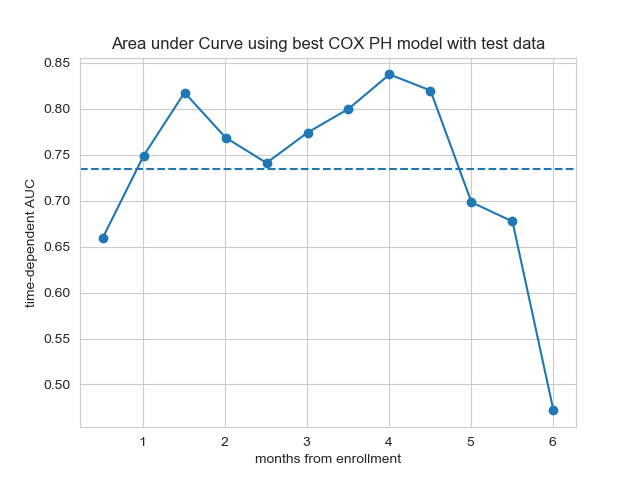 Area under Curve using best COX PH model with test data
0.85
0.80
0.75
0.70
0.65
0.60
0.55
0.50
time-dependent AUC
1 2 3 4 5 6
months from enrollment